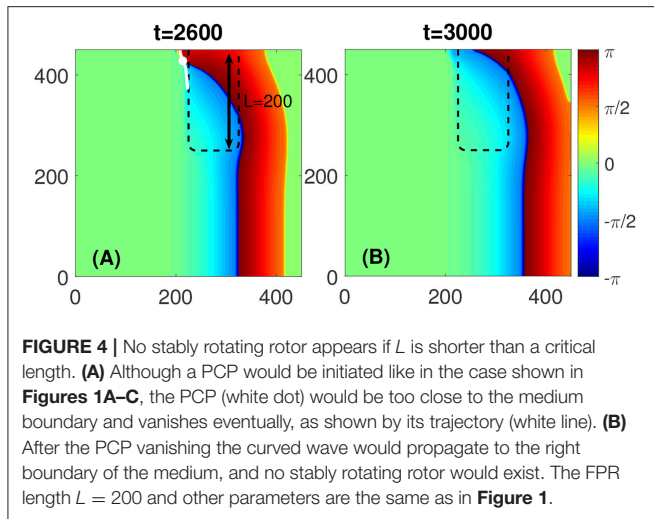 t=2600
t=3000
400
200
0
L=200
(A)
0
200
400
400
200
0
(B)
0
200
400
π
π/2
0
-π/2
-π
FIGURE 4 | No stably rotating rotor appears if L is shorter than a critical
length. (A) Although a PCP would be initiated like in the case shown in
Figures 1A–C, the PCP (white dot) would be too close to the medium
boundary and vanishes eventually, as shown by its trajectory (white line). (B)
After the PCP vanishing the curved wave would propagate to the right
boundary of the medium, and no stably rotating rotor would exist. The FPR
length L = 200 and other parameters are the same as in Figure 1.